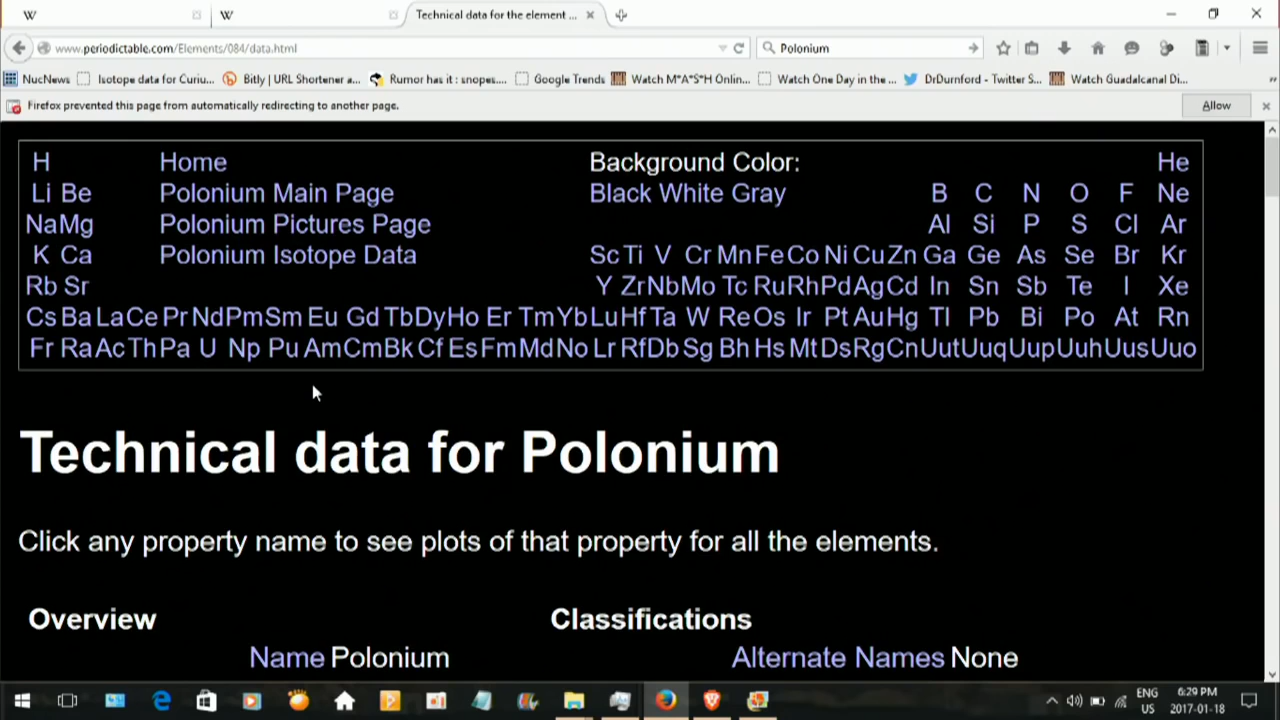 W
W
Technical data for the element ...
www.periodictable.com/Elements/084/data.html
Polonium
NucNews
Isotope data for Curiu...
Bitly | URL Shortener a...
Rumor has it : snopes....
Google Trends
Watch M*A*S*H Onlin...
Watch One Day in the ...
DrDurnford - Twitter S...
Watch Guadalcanal Di...
Firefox prevented this page from automatically redirecting to another page.
Allow
H Home Background Color: He
Li Be Polonium Main Page Black White Gray B C N O F Ne
Na Mg Polonium Pictures Page Al Si P S Cl Ar
K Ca Polonium Isotope Data Sc Ti V Cr Mn Fe Co Ni Cu Zn Ga Ge As Se Br Kr
Rb Sr Y Zr Nb Mo Tc Ru Rh Pd Ag Cd In Sn Sb Te I Xe
Cs Ba La Ce Pr Nd Pm Sm Eu Gd Tb Dy Ho Er Tm Yb Lu Hf Ta W Re Os Ir Pt Au Hg Tl Pb Bi Po At Rn
Fr Ra Ac Th Pa U Np Pu Am Cm Bk Cf Es Fm Md No Lr Rf Db Sg Bh Hs Mt Ds Rg Cn Uut Uuq Uup Uuh Uus Uuo
Technical data for Polonium
Click any property name to see plots of that property for all the elements.
Overview
Classifications
Name Polonium
Alternate Names None
ENG
US
6:29 PM
2017-01-18